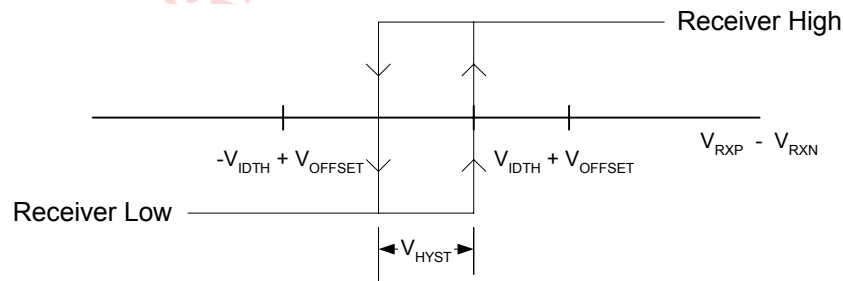 Receiver High
V_RXP - V_RXN
-V_IDTH + V_OFFSET
V_IDTH + V_OFFSET
Receiver Low
V_HYST